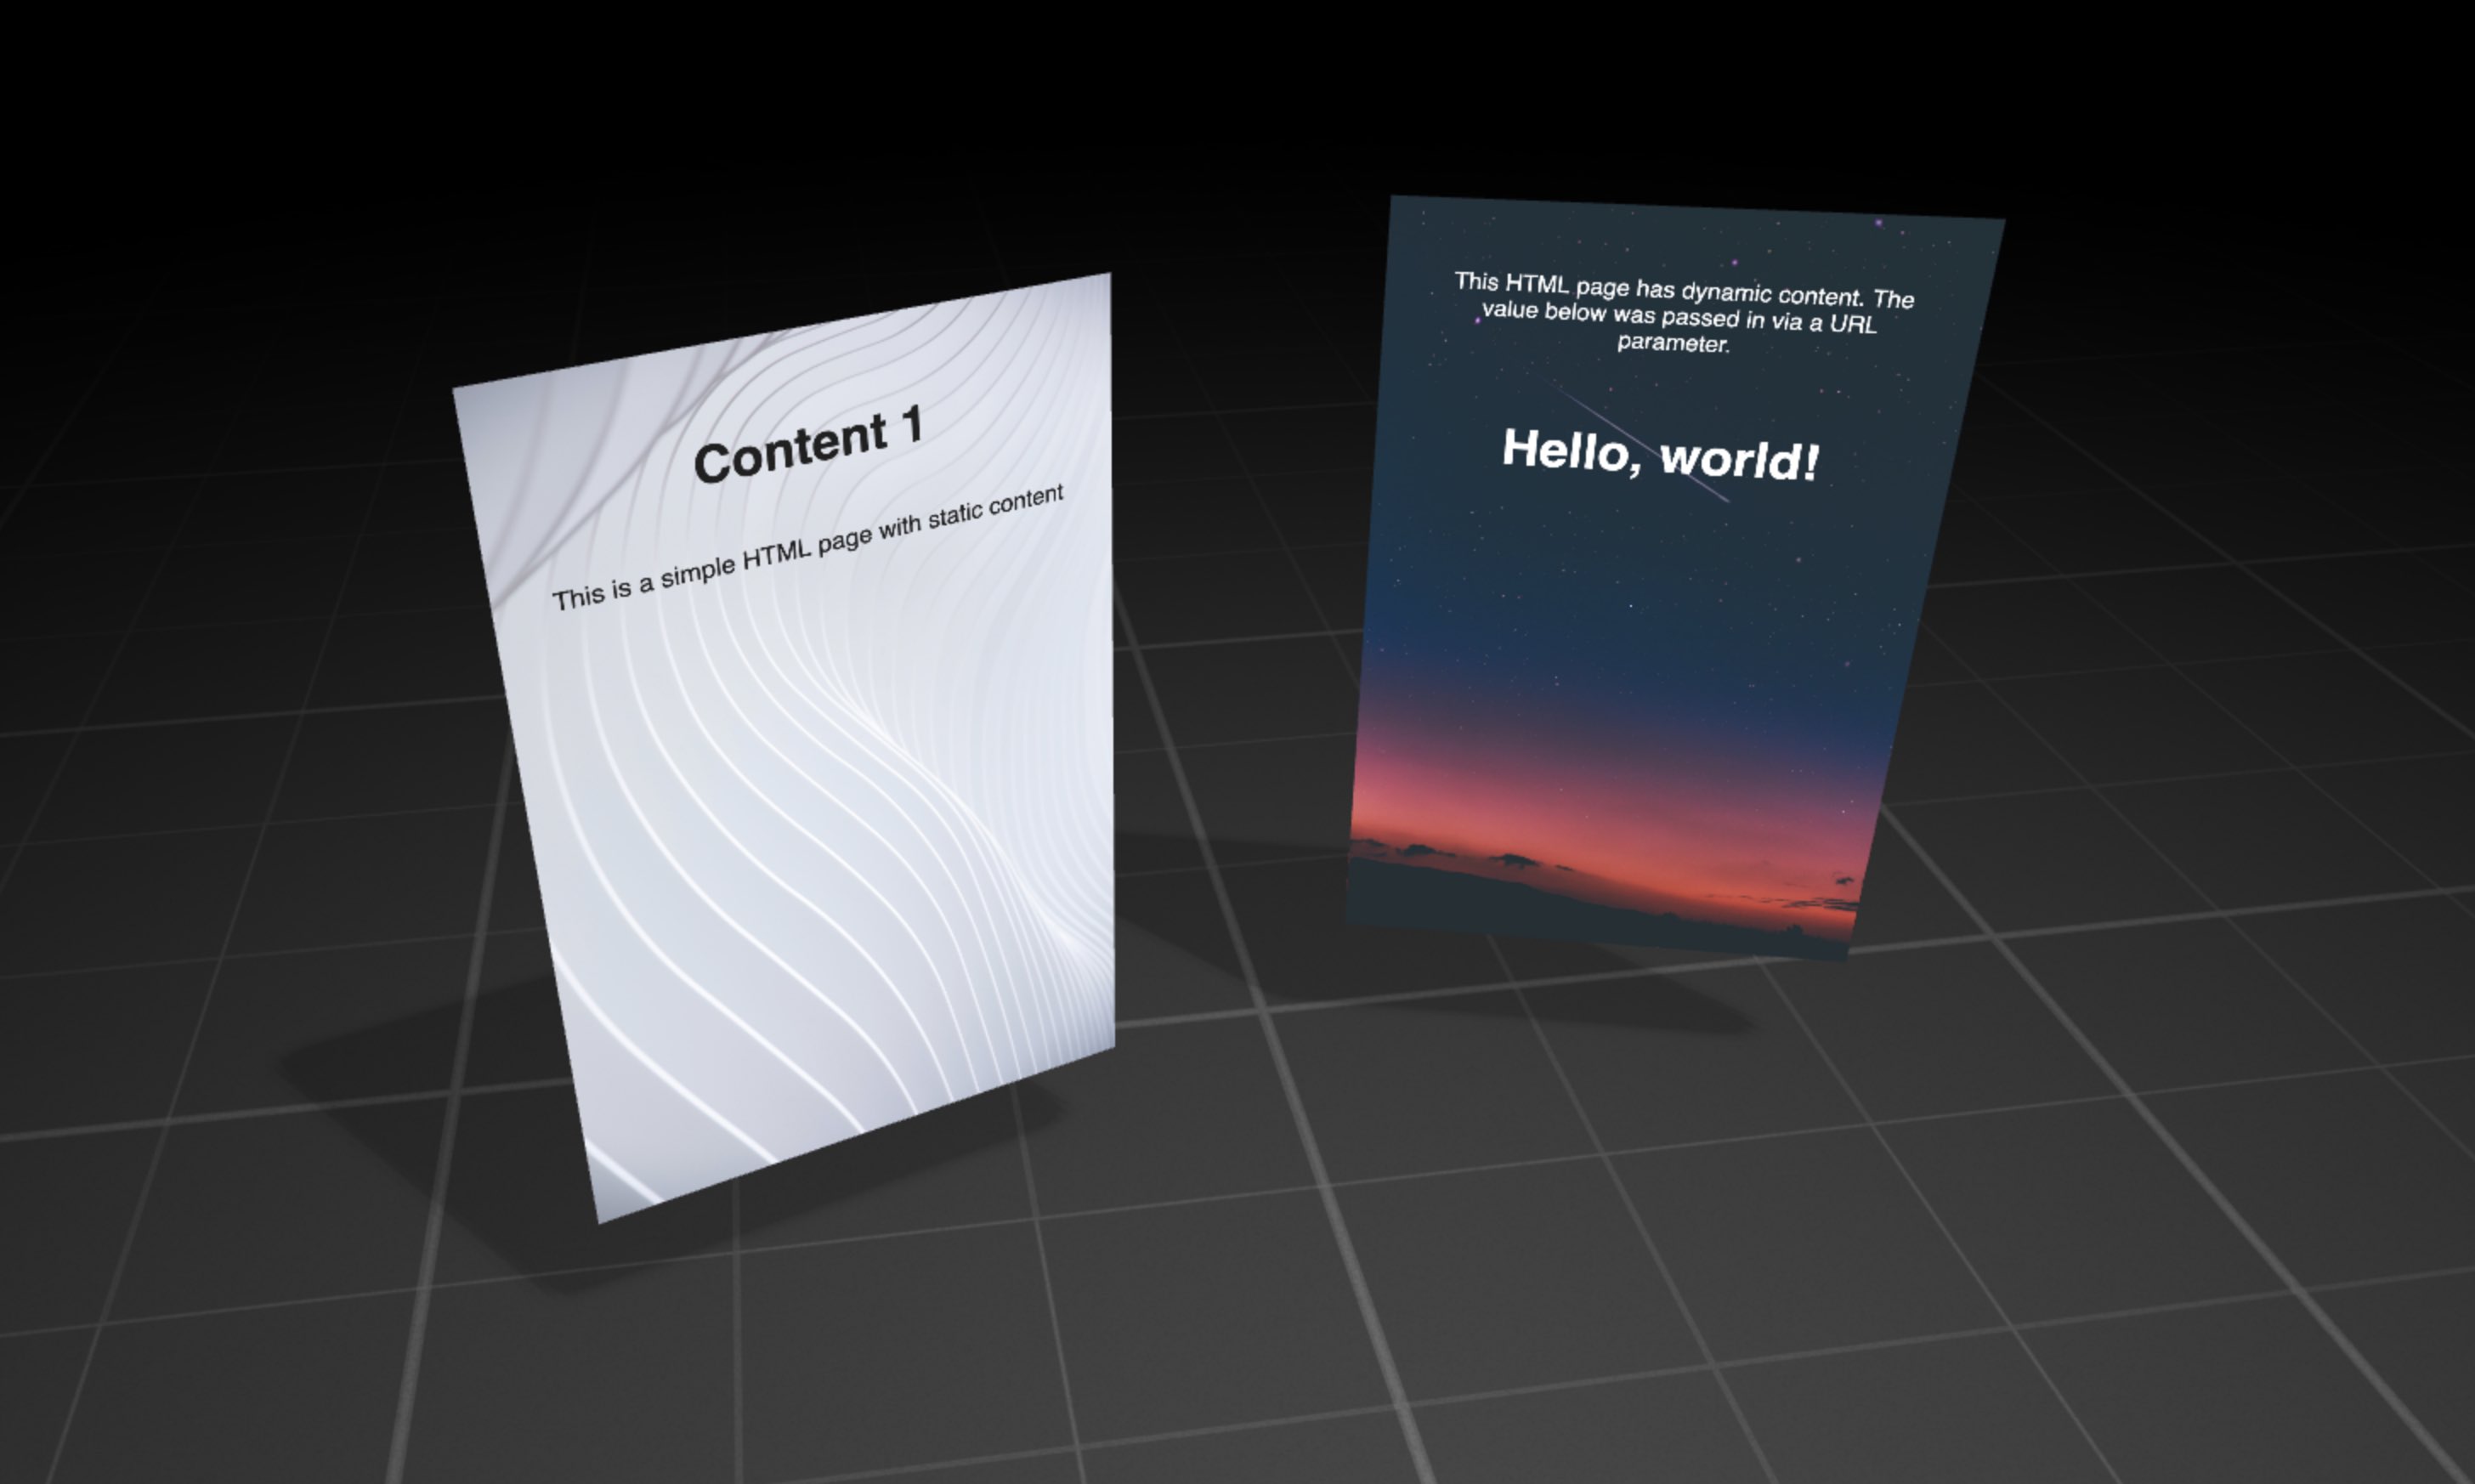 Content 1
This is a simple HTML page with static content
This HTML page has dynamic content. The
value below was passed in via a URL
parameter.
Hello, world!